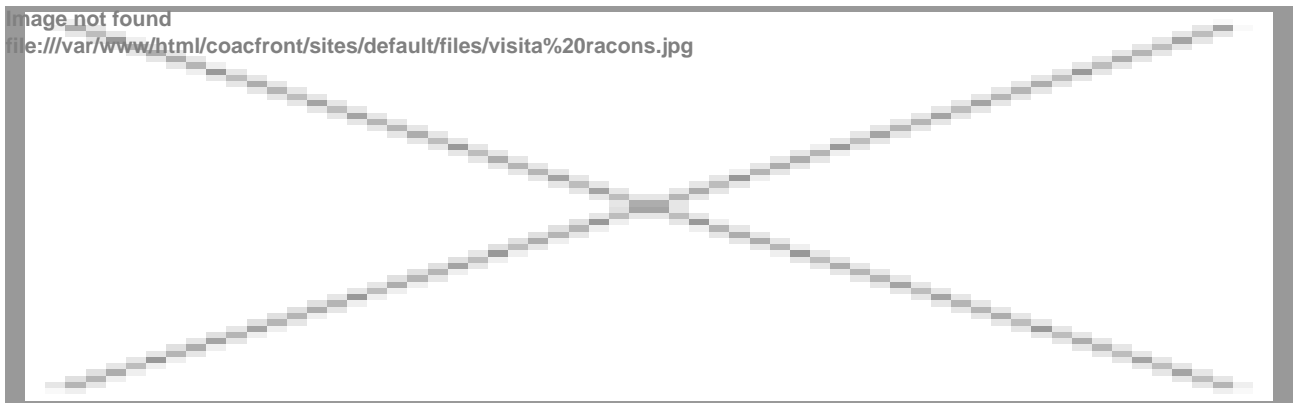 Image not found
file:///var/www/html/coacfront/sites/default/files/visita%20racons.jpg